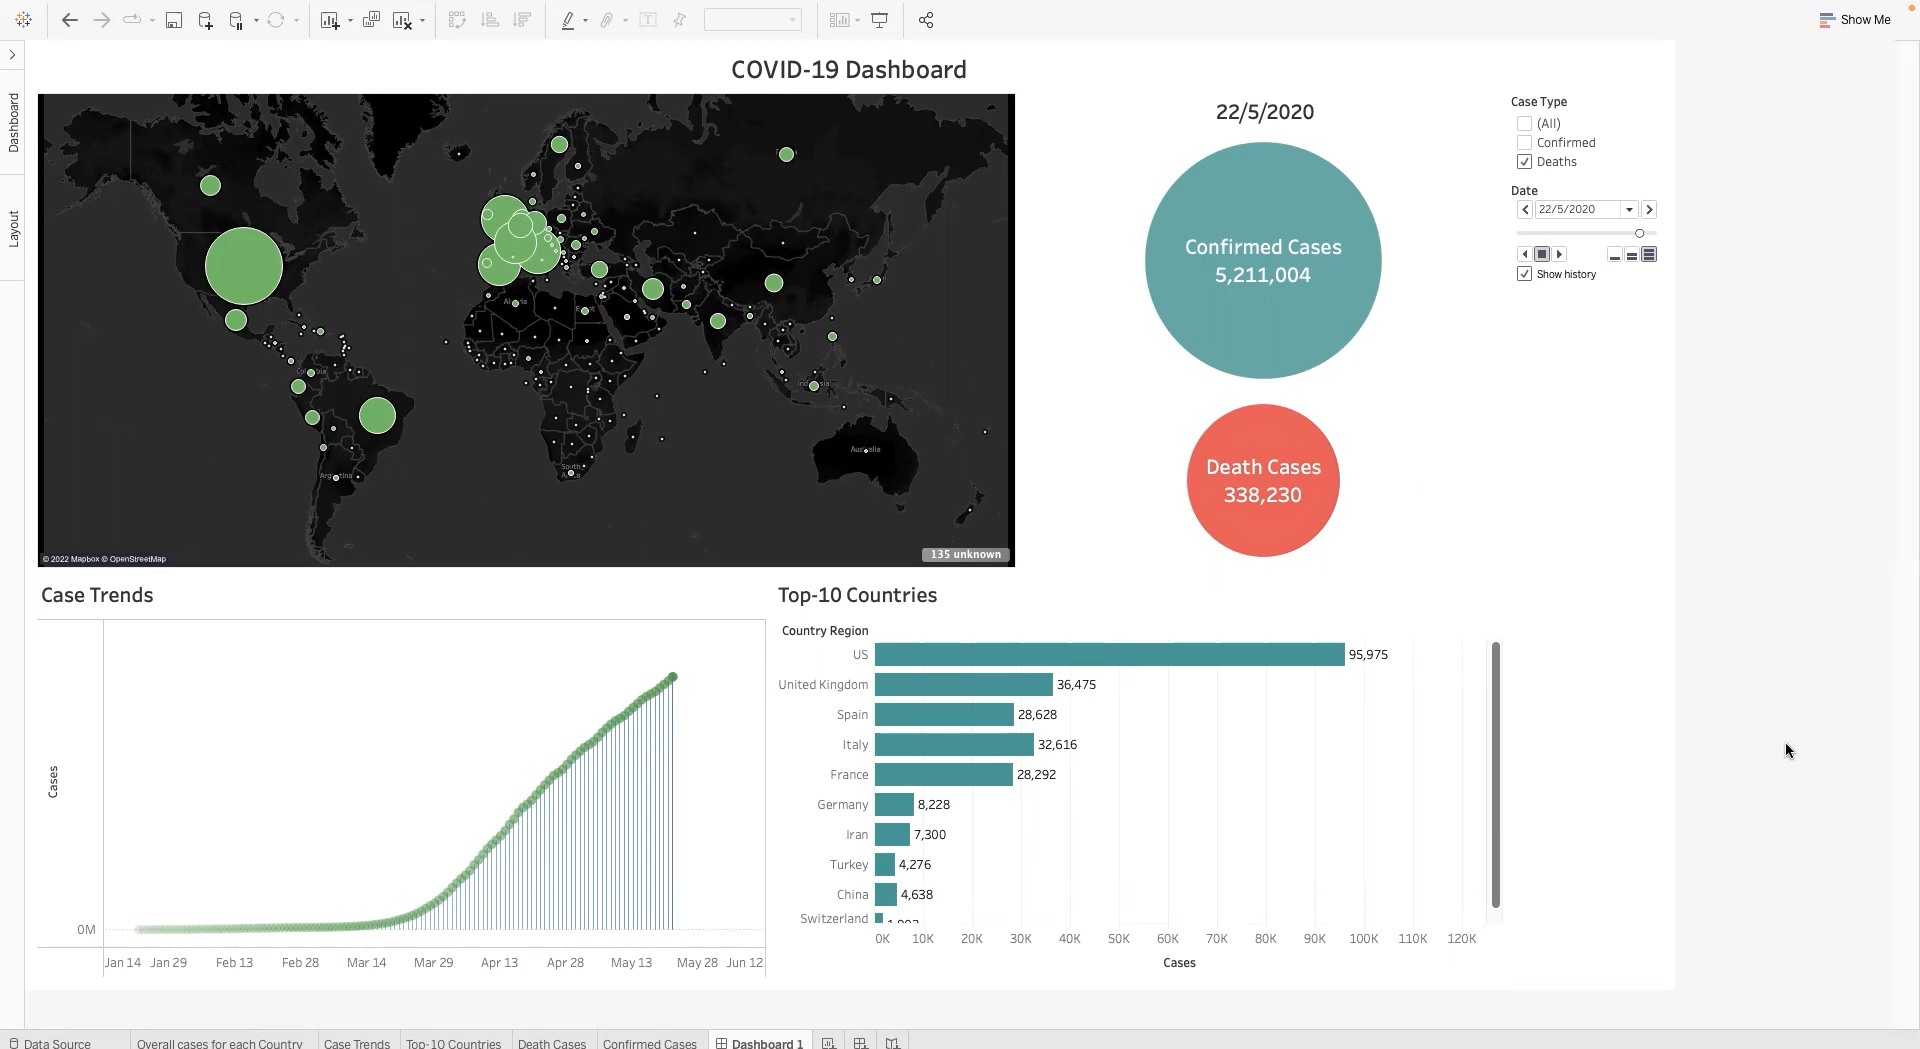 Show Me
Dashboard
Layout
COVID-19 Dashboard
Colombia
Argentina
South
Australia
© 2022 Mapbox © OpenStreetMap
135 unknown
22/5/2020
Confirmed Cases
5,211,004
Death Cases
338,230
Case Type
(All)
Confirmed
Deaths
Date
22/5/2020
Show history
Case Trends
Cases
0M
Jan 14 Jan 29 Feb 13 Feb 28 Mar 14 Mar 29 Apr 13 Apr 28 May 13 May 28 Jun 12
Top-10 Countries
Country Region
US 95,975
United Kingdom 36,475
Spain 28,628
Italy 32,616
France 28,292
Germany 8,228
Iran 7,300
Turkey 4,276
China 4,638
Switzerland
0K 10K 20K 30K 40K 50K 60K 70K 80K 90K 100K 110K 120K
Cases
Data Source Overall cases for each Country Case Trends Top-10 Countries Death Cases Confirmed Cases Dashboard 1